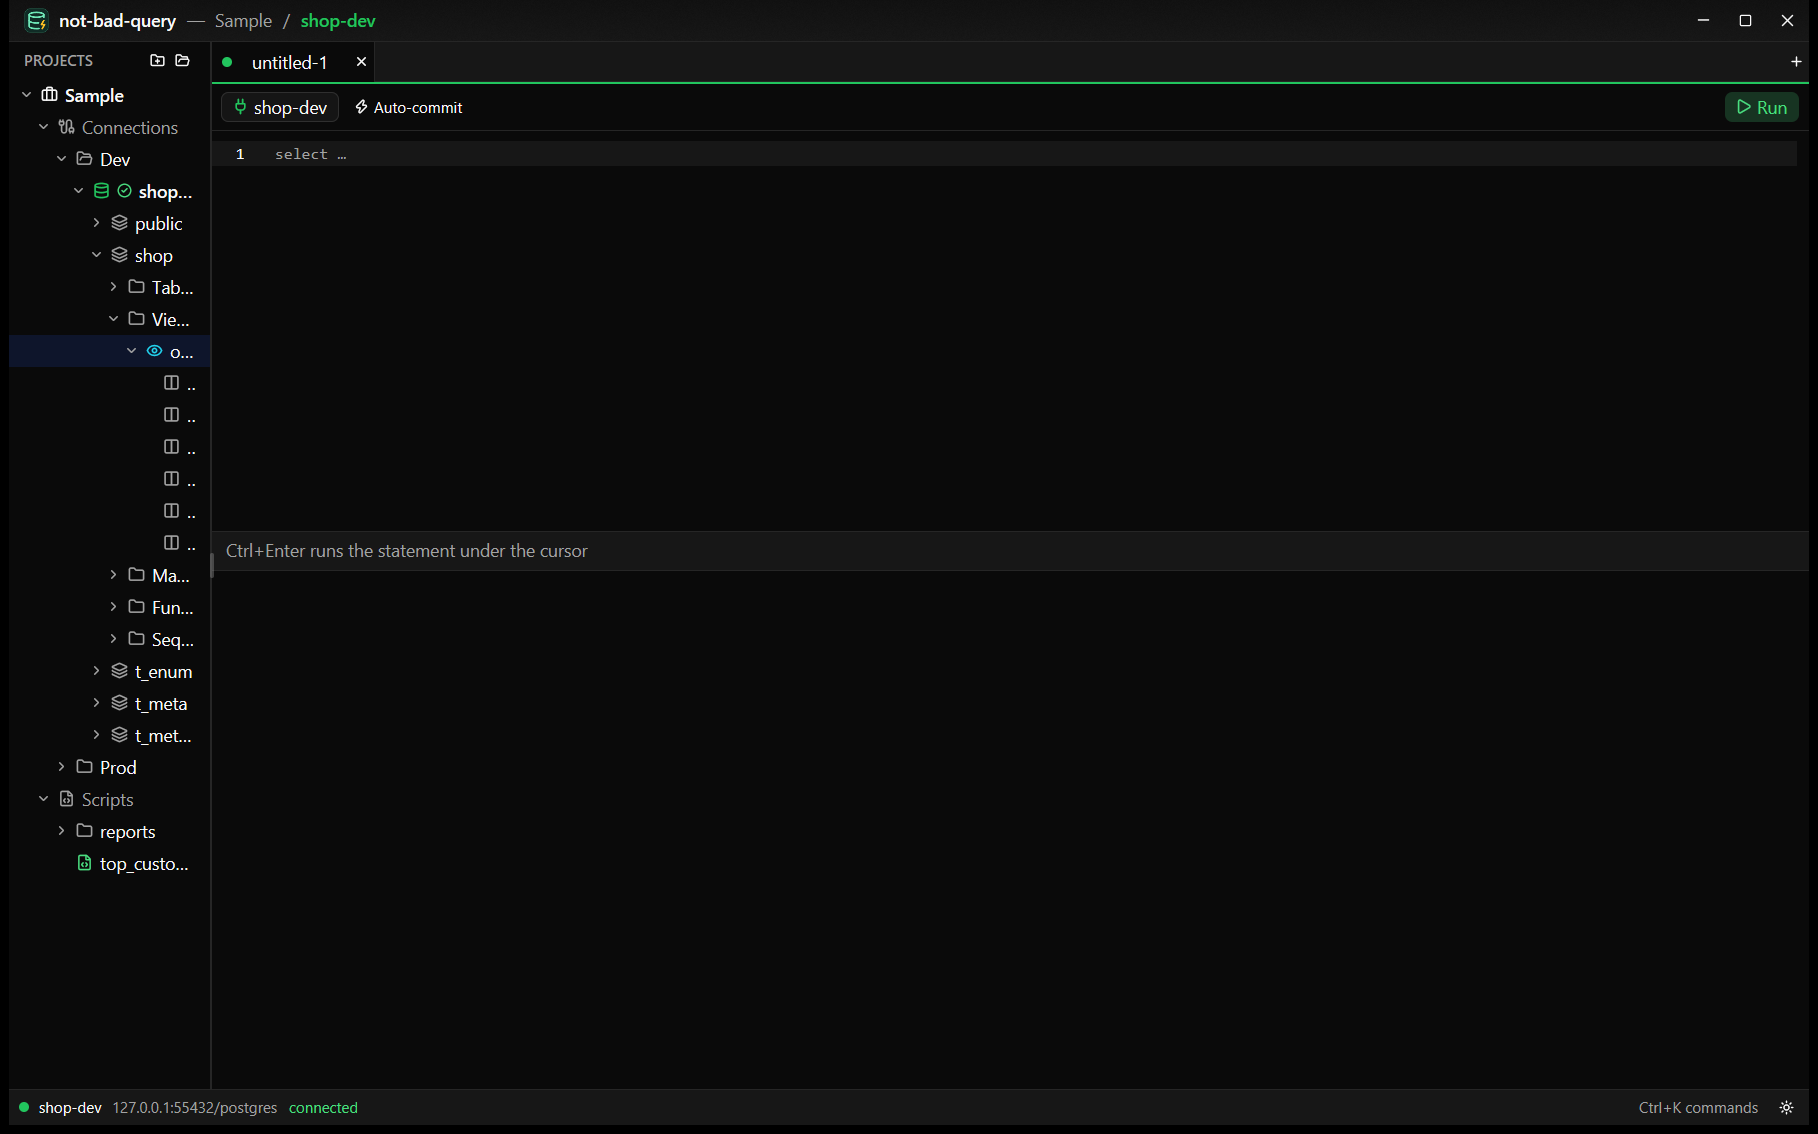 not-bad-query — Sample / shop-dev
PROJECTS
untitled-1
Sample
shop-dev
Auto-commit
Run
Connections
Dev
1 select …
shop...
public
shop
Tab...
Vie...
o...
..
..
..
..
..
..
Ctrl+Enter runs the statement under the cursor
Ma...
Fun...
Seq...
t_enum
t_meta
t_met...
Prod
Scripts
reports
top_custo...
shop-dev 127.0.0.1:55432/postgres connected
Ctrl+K commands